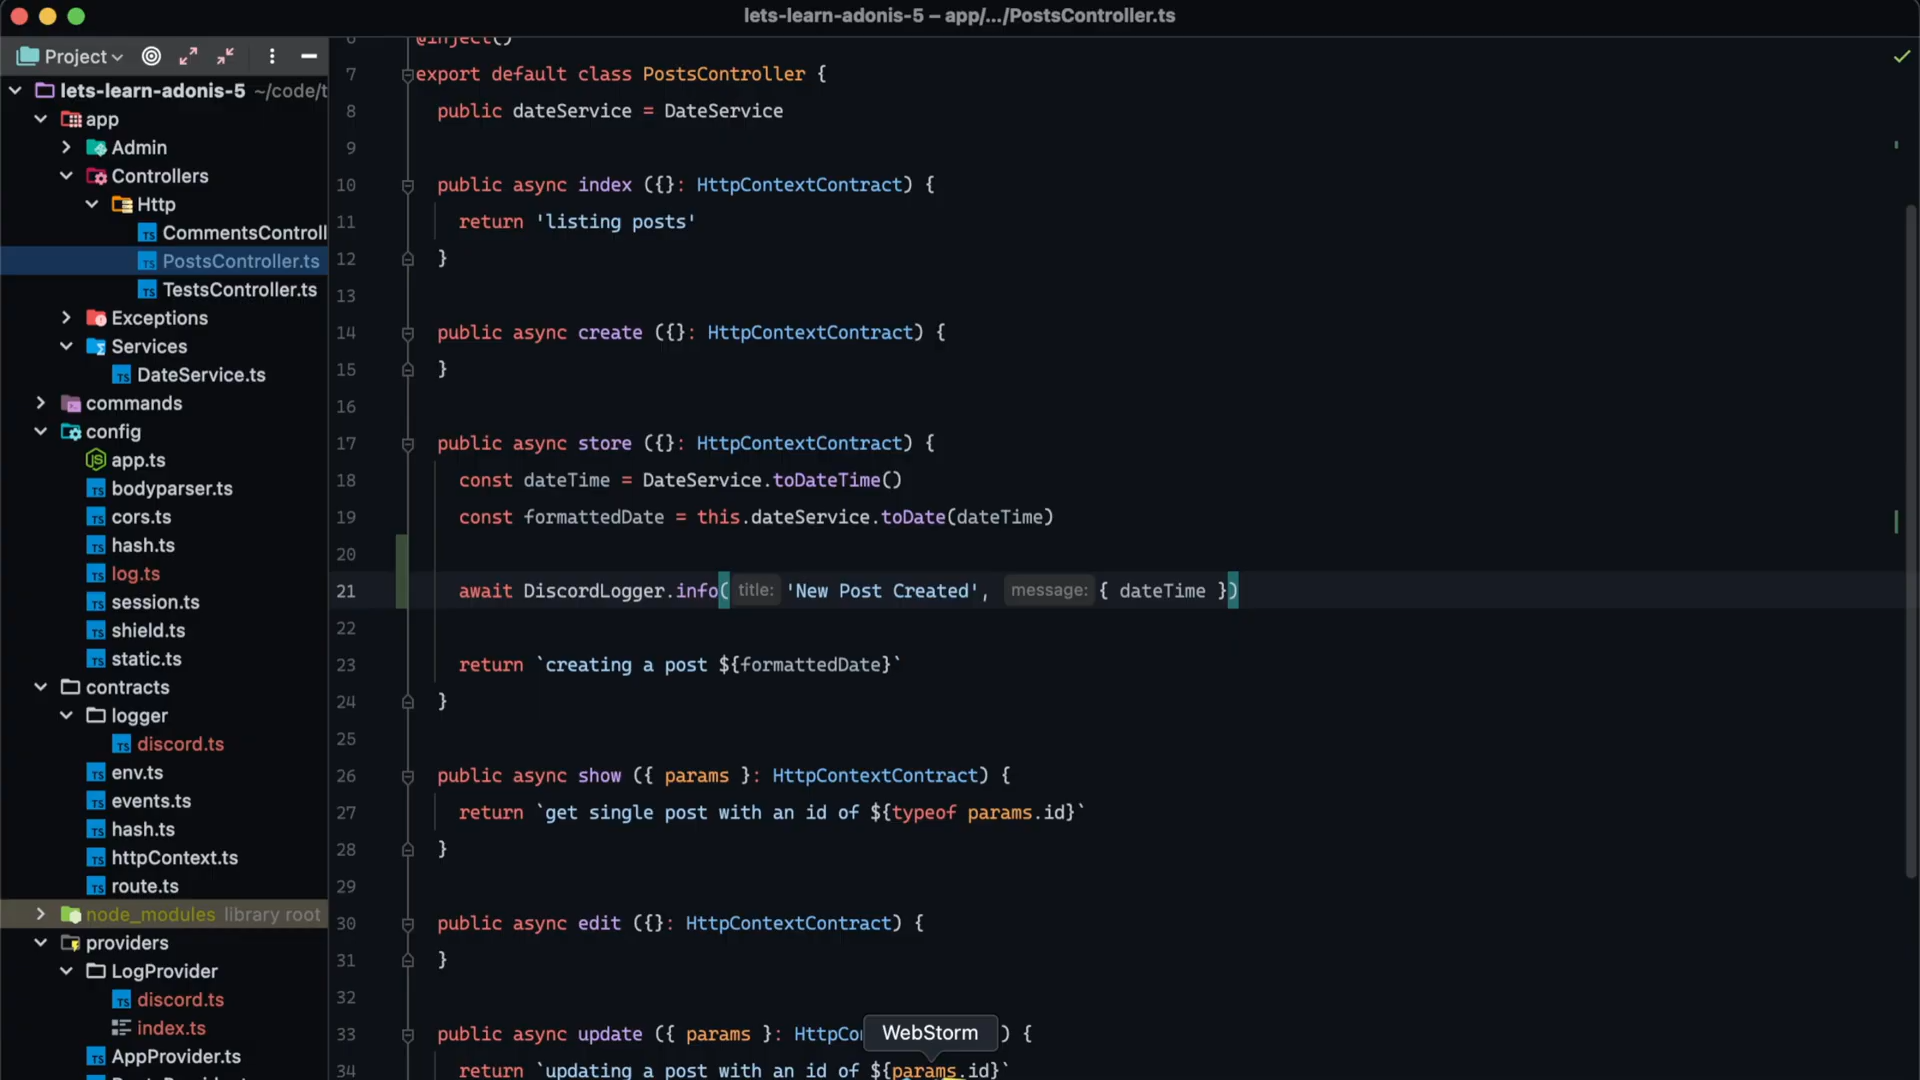 lets-learn-adonis-5 – app/.../PostsController.ts
Project
lets-learn-adonis-5 ~/code/t
app
Admin
Controllers
Http
CommentsControll
PostsController.ts
TestsController.ts
Exceptions
Services
DateService.ts
commands
config
app.ts
bodyparser.ts
cors.ts
hash.ts
log.ts
session.ts
shield.ts
static.ts
contracts
logger
discord.ts
env.ts
events.ts
hash.ts
httpContext.ts
route.ts
node_modules library root
providers
LogProvider
discord.ts
index.ts
AppProvider.ts
6 @inject()
7 export default class PostsController {
8 public dateService = DateService
9
10 public async index ({}: HttpContextContract) {
11 return 'listing posts'
12 }
13
14 public async create ({}: HttpContextContract) {
15 }
16
17 public async store ({}: HttpContextContract) {
18 const dateTime = DateService.toDateTime()
19 const formattedDate = this.dateService.toDate(dateTime)
20
21 await DiscordLogger.info( title: 'New Post Created', message: { dateTime })
22
23 return `creating a post ${formattedDate}`
24 }
25
26 public async show ({ params }: HttpContextContract) {
27 return `get single post with an id of ${typeof params.id}`
28 }
29
30 public async edit ({}: HttpContextContract) {
31 }
32
33 public async update ({ params }: HttpCo ) {
WebStorm
34 return `updating a post with an id of ${params.id}`